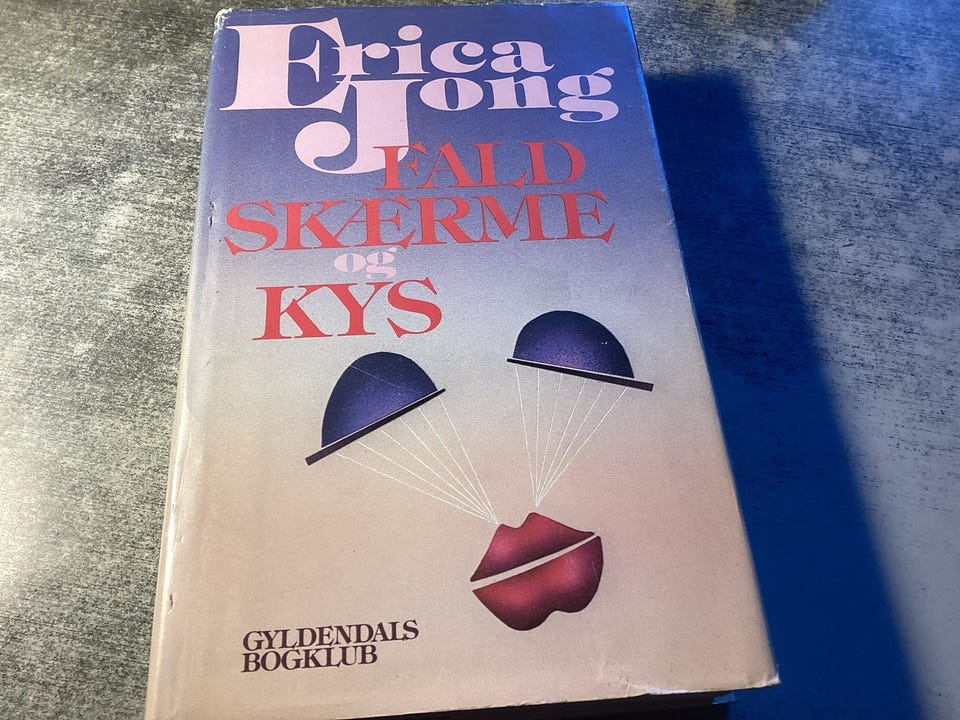 Erica
Jong
FALD
SKÆRME
og
KYS
GYLDENDALS
BOGKLUB